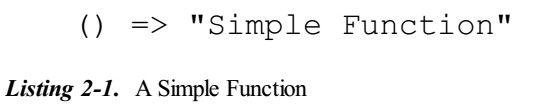 () => "Simple Function"
Listing 2-1. A Simple Function